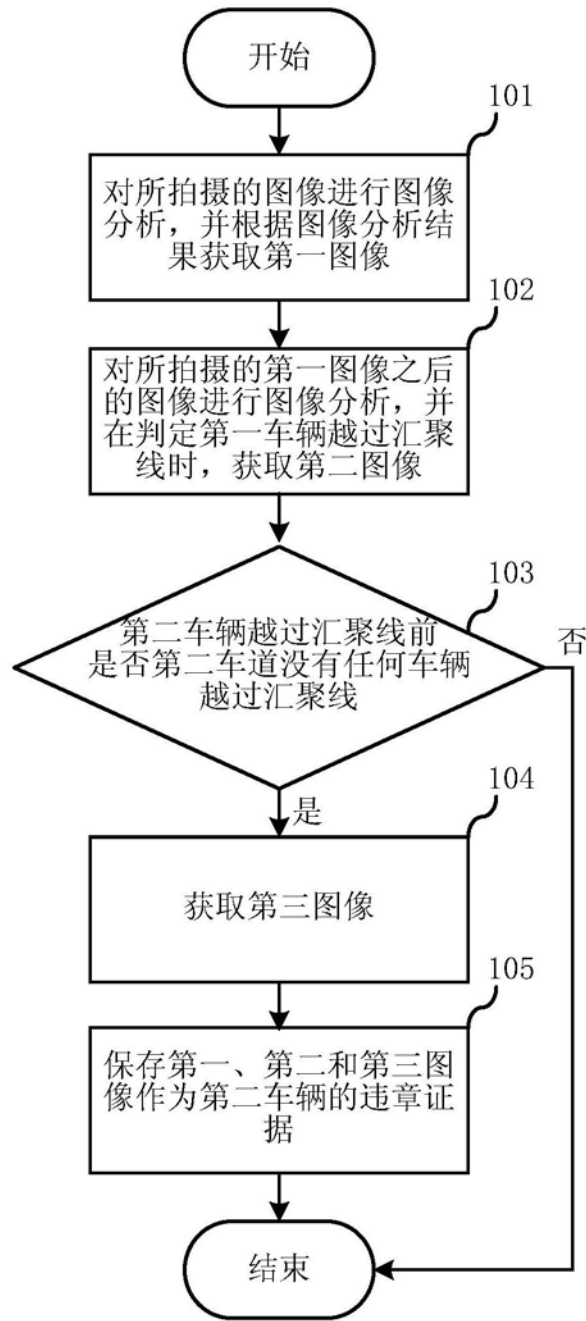 开始
101
对所拍摄的图像进行图像
分析，并根据图像分析结
果获取第一图像
102
对所拍摄的第一图像之后
的图像进行图像分析，并
在判定第一车辆越过汇聚
线时，获取第二图像
103
第二车辆越过汇聚线前
是否第二车道没有任何车辆
越过汇聚线
否
是
104
获取第三图像
105
保存第一、第二和第三图
像作为第二车辆的违章证
据
结束